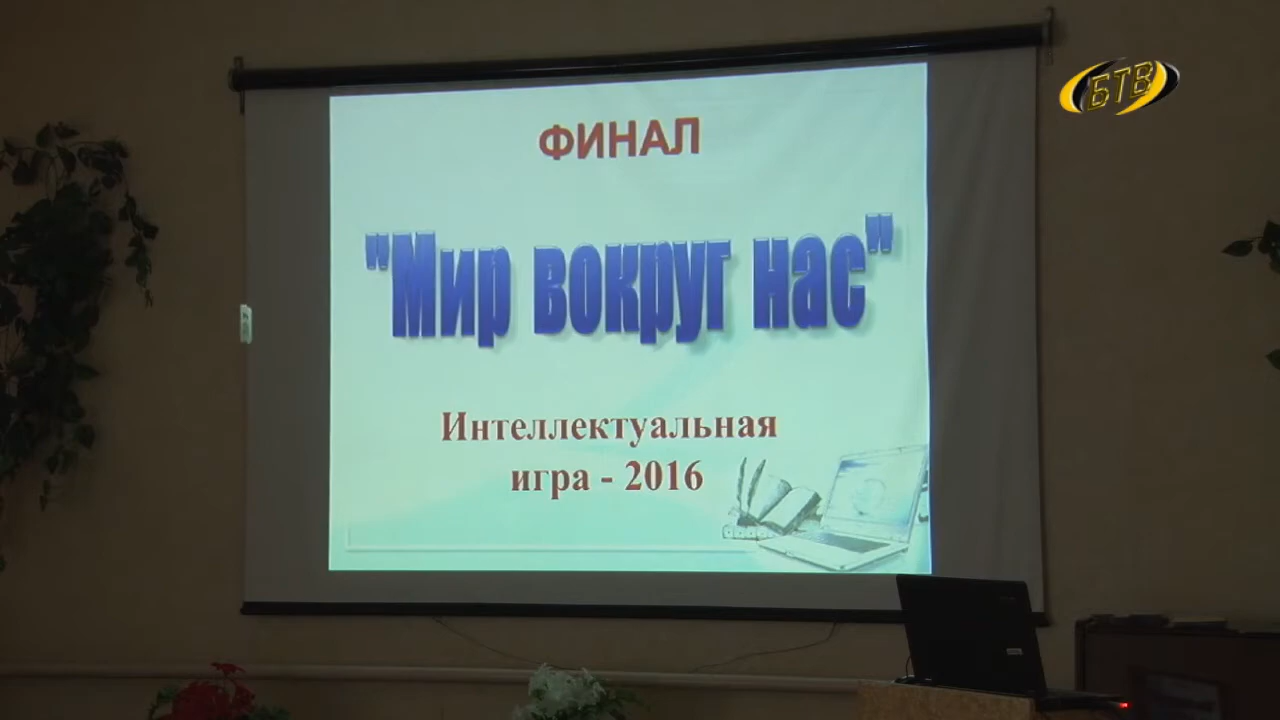 БТВ
ФИНАЛ
"Мир вокруг нас"
Интеллектуальная
игра - 2016